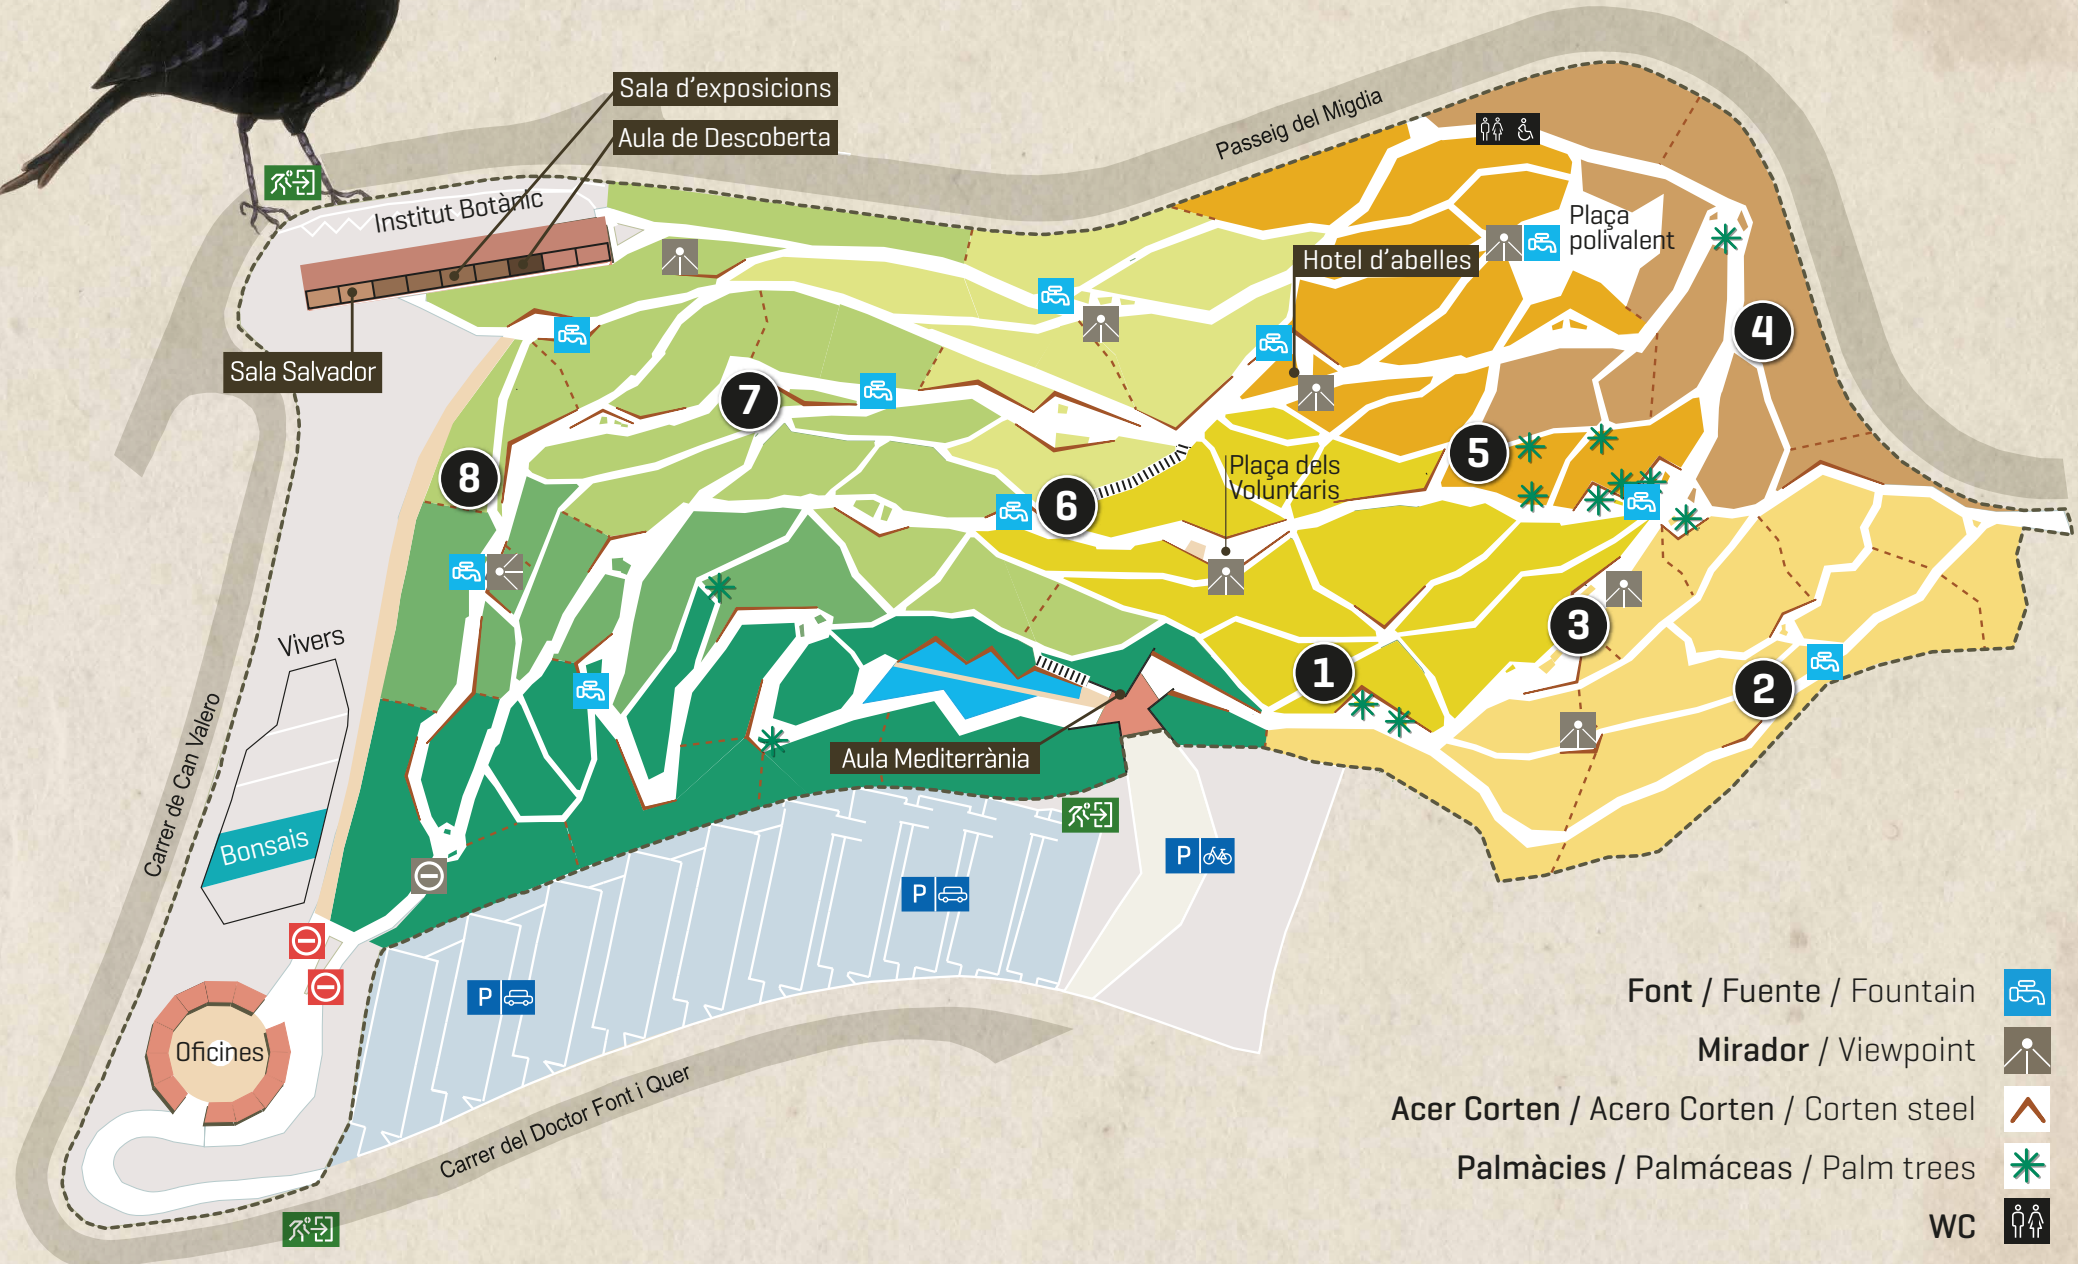 Sala d'exposicions
Aula de Descoberta
Passeig del Migdia
Institut Botànic
Plaça
polivalent
Hotel d'abelles
4
Sala Salvador
7
5
8
6
Plaça dels
Voluntaris
3
1
2
Vivers
Aula Mediterrània
Carrer de Can Valero
Bonsais
P
P
P
Oficines
Carrer del Doctor Font i Quer
Font / Fuente / Fountain
Mirador / Viewpoint
Acer Corten / Acero Corten / Corten steel
Palmàcies / Palmáceas / Palm trees
WC